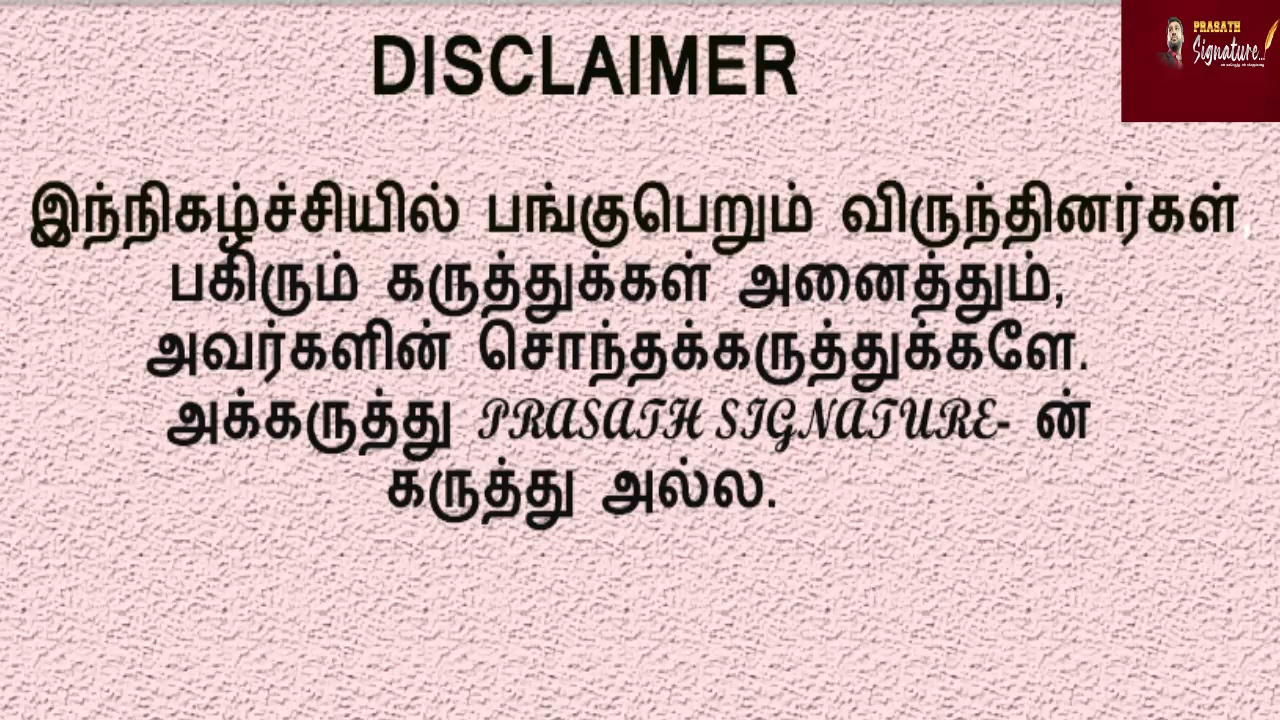 PRASATH
Signature...!
DISCLAIMER
இந்நிகழ்ச்சியில் பங்குபெறும் விருந்தினர்கள்,
பகிரும் கருத்துக்கள் அனைத்தும்,
அவர்களின் சொந்தக்கருத்துக்களே.
அக்கருத்து PRASATH SIGNATURE- ன்
கருத்து அல்ல.